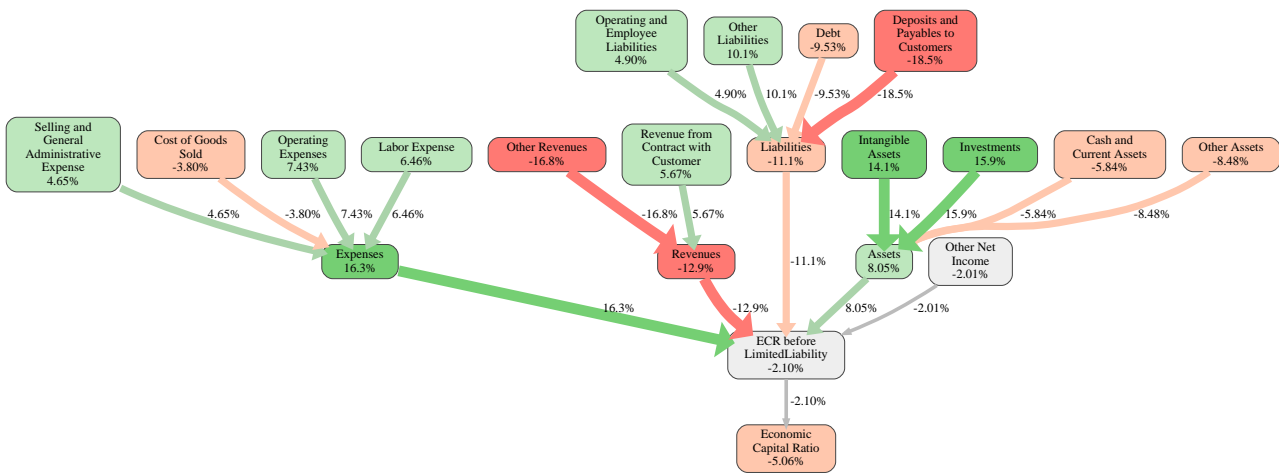 Operating and
Employee
Liabilities
4.90%
Other
Liabilities
10.1%
Debt
-9.53%
Deposits and
Payables to
Customers
-18.5%
4.90%
10.1%
-9.53%
-18.5%
Selling and
General
Administrative
Expense
4.65%
Cost of Goods
Sold
-3.80%
Operating
Expenses
7.43%
Labor Expense
6.46%
Other Revenues
-16.8%
Revenue from
Contract with
Customer
5.67%
Liabilities
-11.1%
Intangible
Assets
14.1%
Investments
15.9%
Cash and
Current Assets
-5.84%
Other Assets
-8.48%
4.65%
-3.80%
7.43%
6.46%
-16.8%
5.67%
14.1%
15.9%
-5.84%
-8.48%
Expenses
16.3%
Revenues
-12.9%
Assets
8.05%
Other Net
Income
-2.01%
16.3%
-12.9%
-11.1%
8.05%
-2.01%
ECR before
LimitedLiability
-2.10%
-2.10%
Economic
Capital Ratio
-5.06%